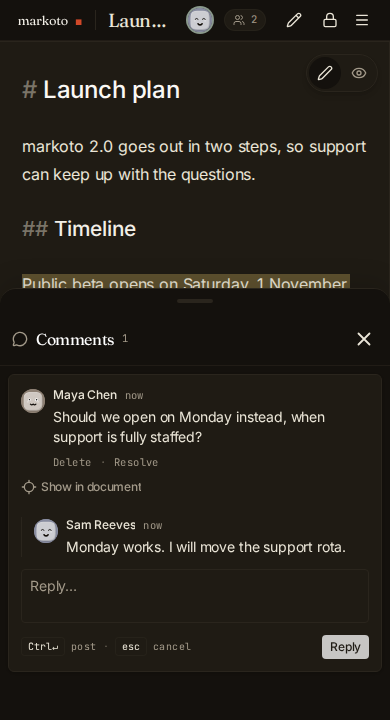 markoto
Laun...
2
# Launch plan
markoto 2.0 goes out in two steps, so support
can keep up with the questions.
## Timeline
Public beta opens on Saturday, 1 November.
Comments 1
Maya Chen now
Should we open on Monday instead, when
support is fully staffed?
Delete · Resolve
Show in document
Sam Reeves now
Monday works. I will move the support rota.
Reply...
Ctrl↵ post · esc cancel
Reply